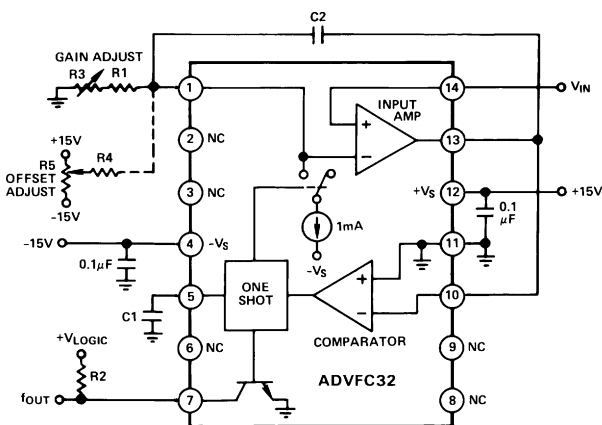 C2
GAIN ADJUST
R3 R1
1
14
VIN
INPUT
AMP
+
−
13
+15V
R5
OFFSET
ADJUST
R4
−15V
2 NC
3 NC
+VS 12
+15V
0.1
µF
1mA
−VS
−15V
4 −VS
0.1µF
11
5
C1
ONE
SHOT
+
−
10
COMPARATOR
+VLOGIC
R2
6 NC
NC 9
fOUT
7
ADVFC32
NC 8